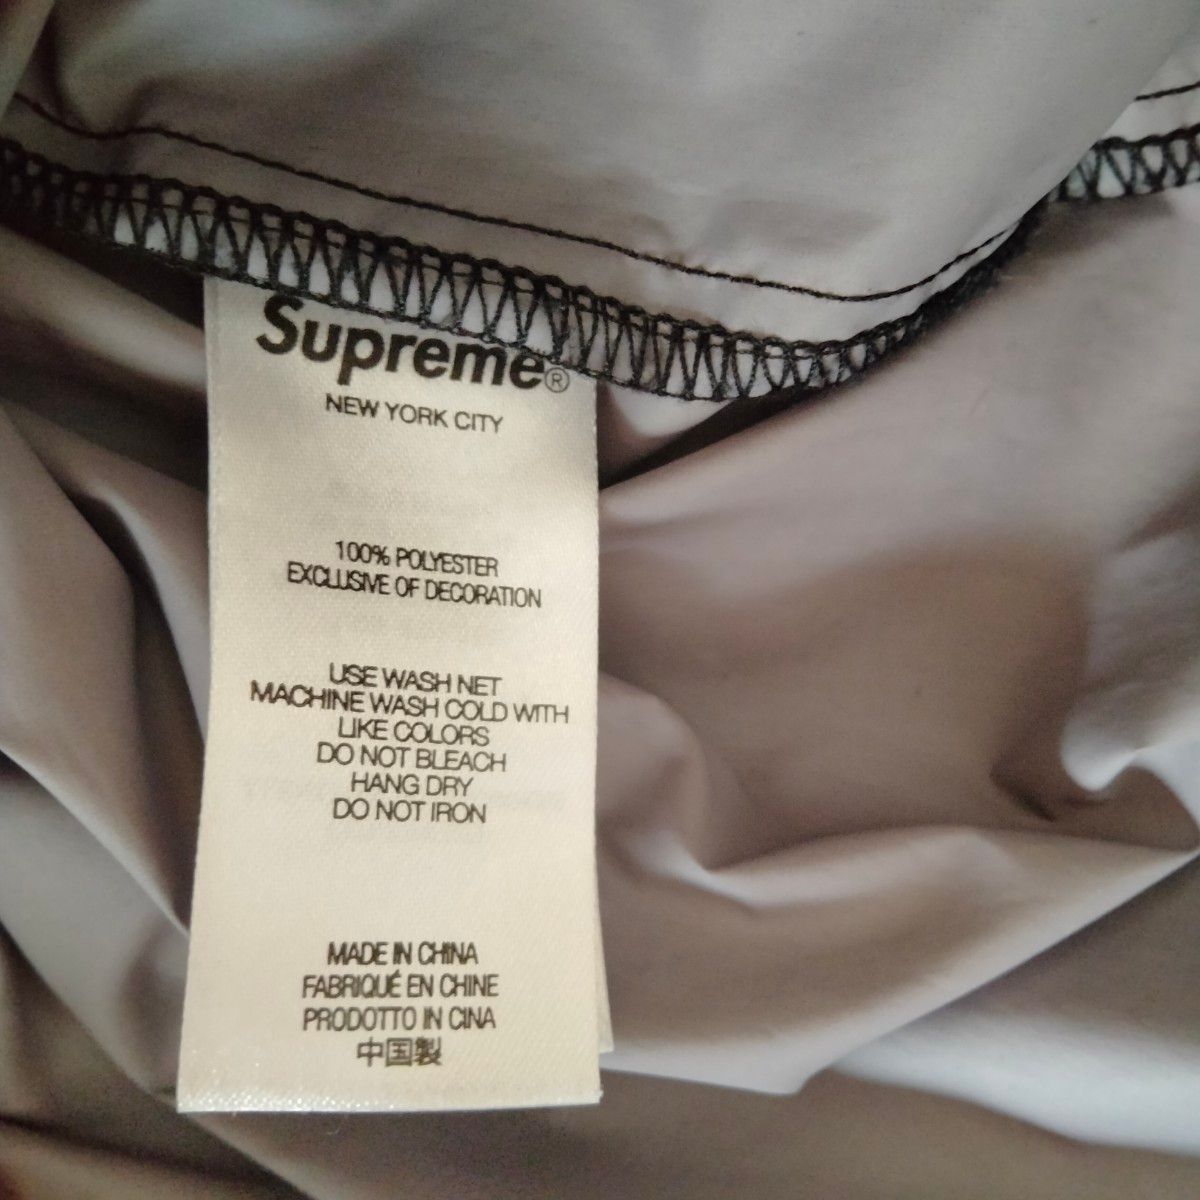 Supreme®
NEW YORK CITY
100% POLYESTER
EXCLUSIVE OF DECORATION
USE WASH NET
MACHINE WASH COLD WITH
LIKE COLORS
DO NOT BLEACH
HANG DRY
DO NOT IRON
MADE IN CHINA
FABRIQUÉ EN CHINE
PRODOTTO IN CINA
中国製